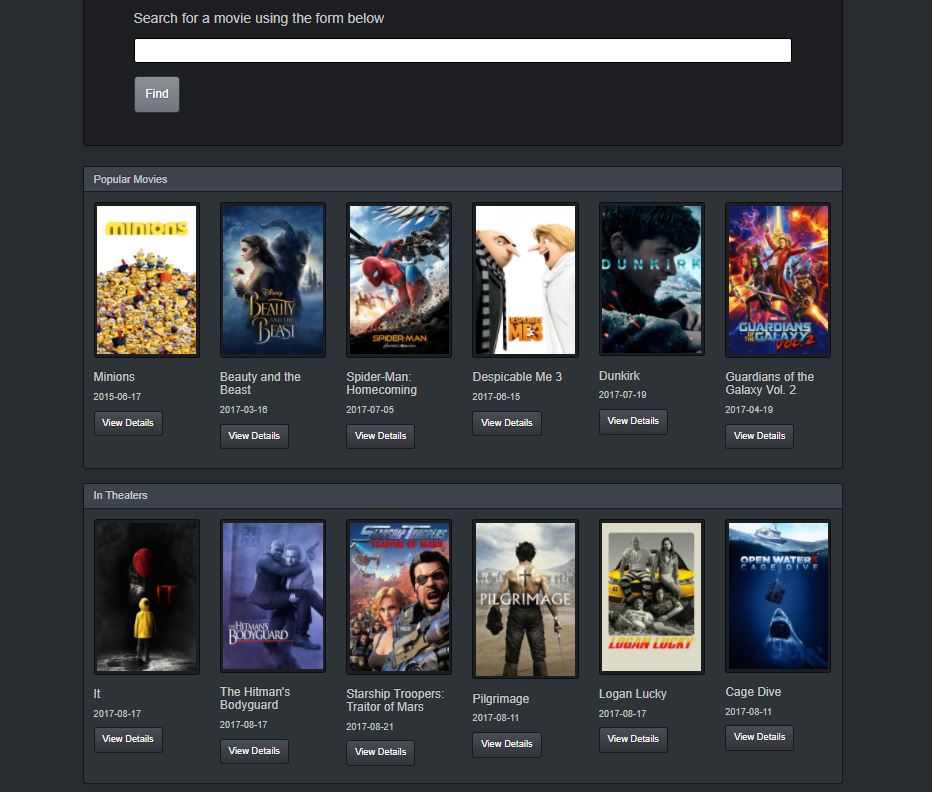 Search for a movie using the form below
Find
Popular Movies
MINIONS
Disney
BEAUTY
AND THE
BEAST
SPIDER-MAN
HOMECOMING
DESPICABLE
ME3
DUNKIRK
GUARDIANS
OF THE GALAXY
VOL. 2
Minions
2015-06-17
View Details
Beauty and the
Beast
2017-03-16
View Details
Spider-Man:
Homecoming
2017-07-05
View Details
Despicable Me 3
2017-06-15
View Details
Dunkirk
2017-07-19
View Details
Guardians of the
Galaxy Vol. 2
2017-04-19
View Details
In Theaters
IT
THE HITMAN'S
BODYGUARD
STARSHIP TROOPERS
TRAITOR OF MARS
PILGRIMAGE
LOGAN LUCKY
OPEN WATER
CAGE DIVE
It
2017-08-17
View Details
The Hitman's
Bodyguard
2017-08-17
View Details
Starship Troopers:
Traitor of Mars
2017-08-21
View Details
Pilgrimage
2017-08-11
View Details
Logan Lucky
2017-08-17
View Details
Cage Dive
2017-08-11
View Details